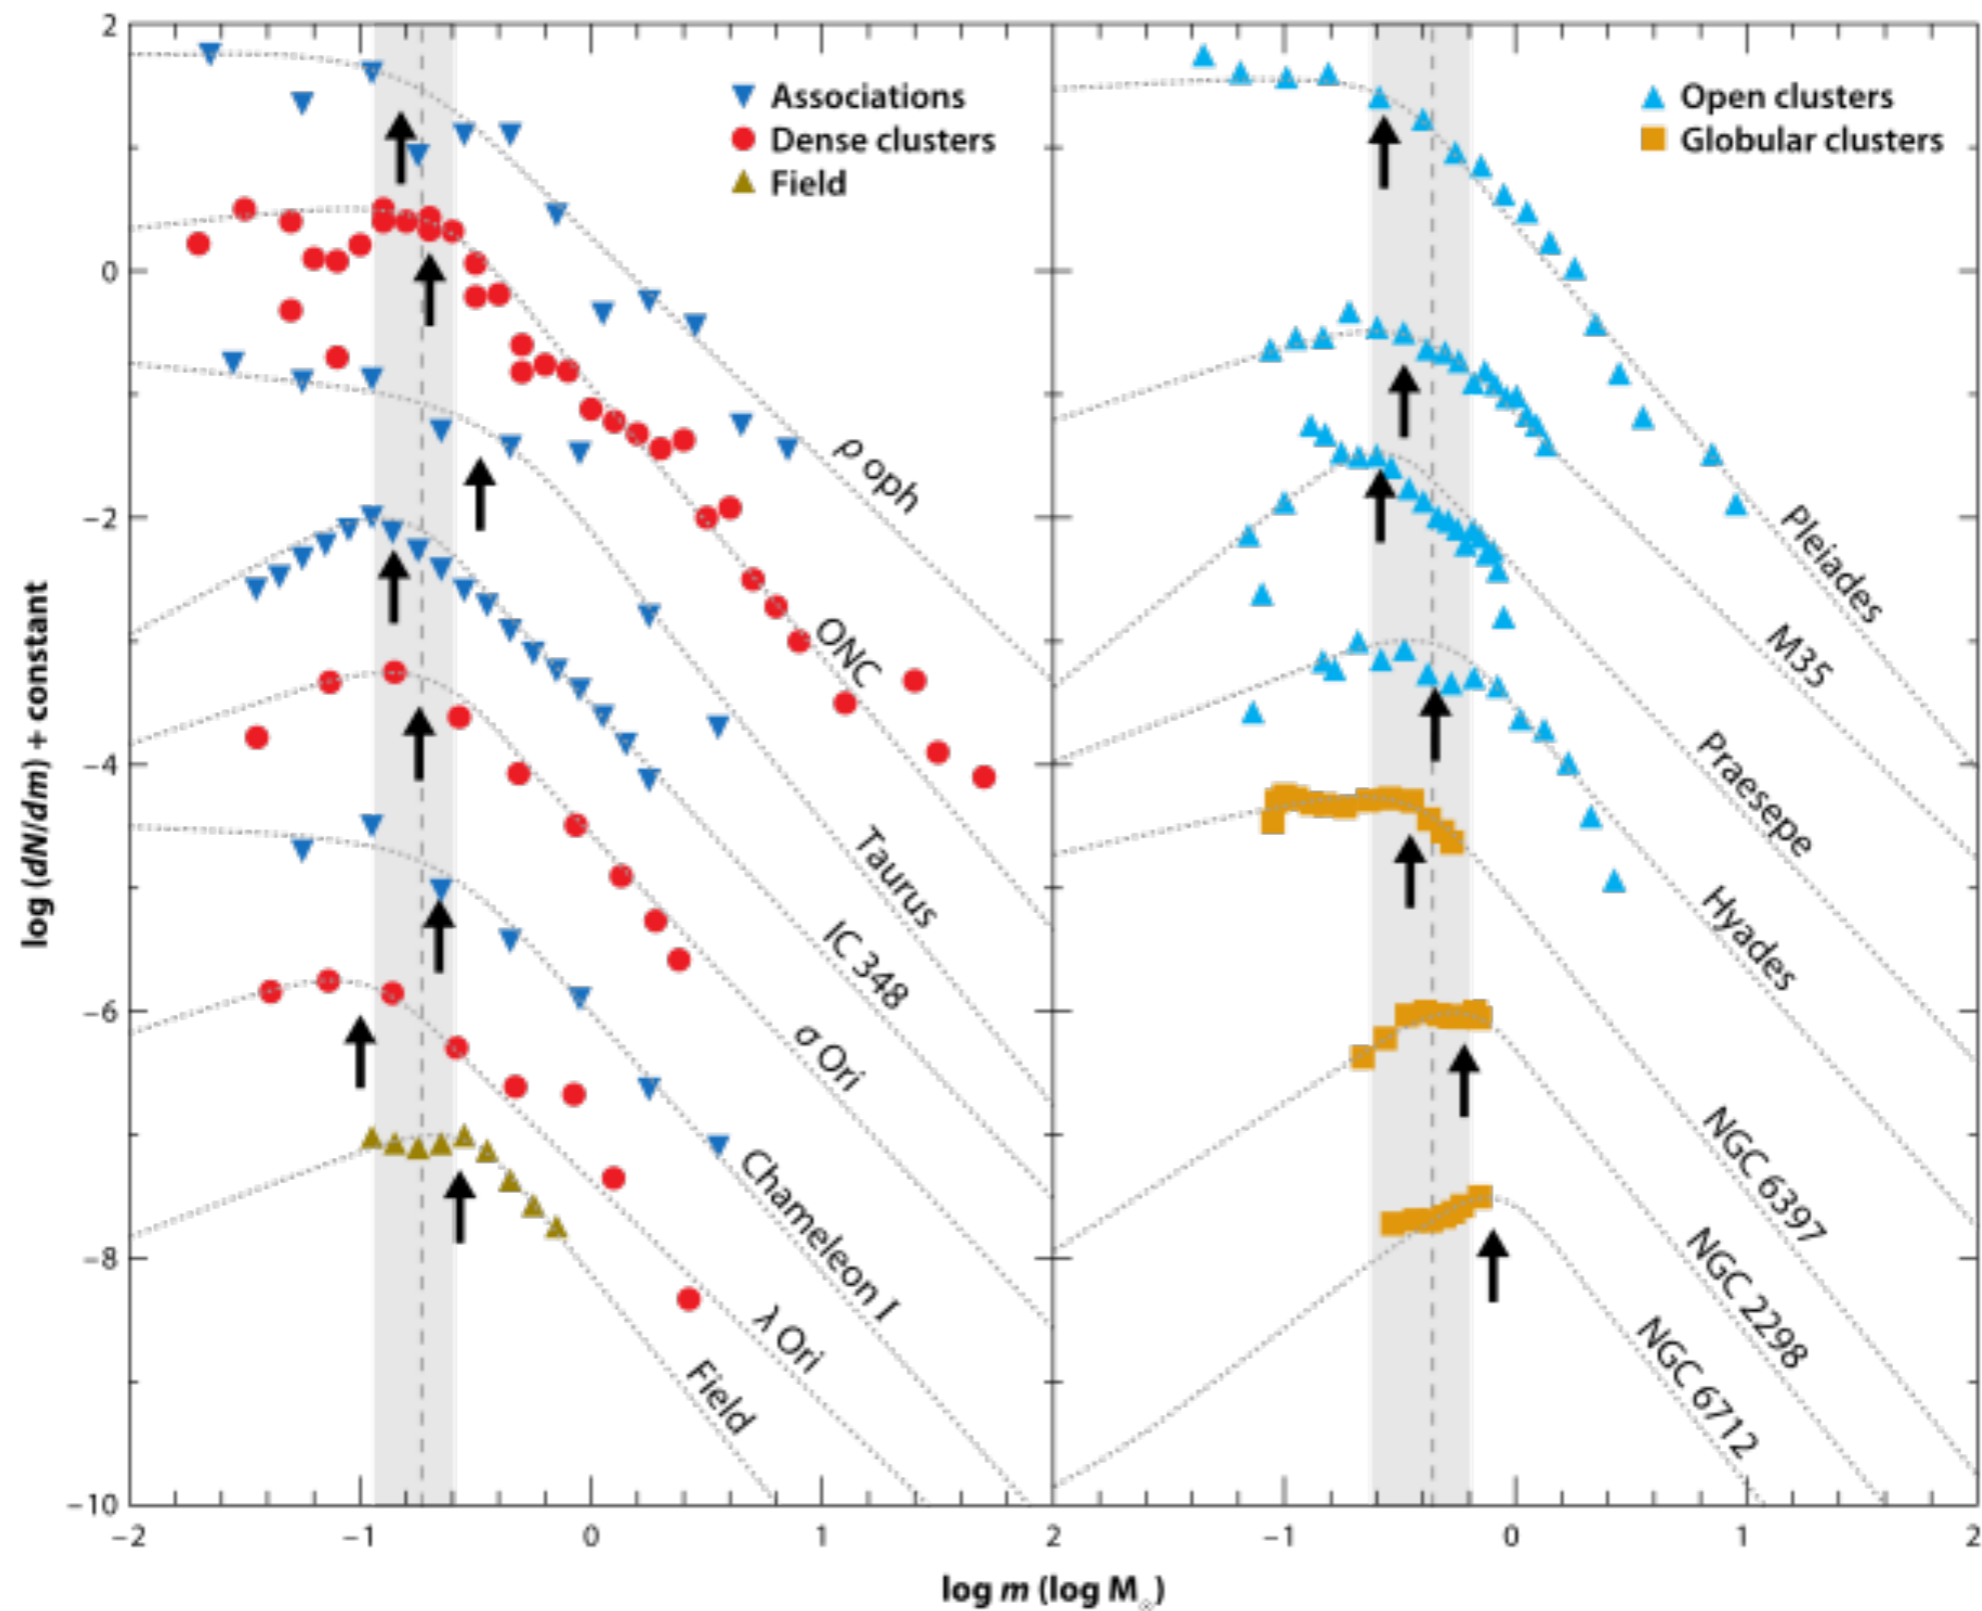 2
0
−2
−4
−6
−8
−10
log (dN/dm) + constant
Associations
Dense clusters
Field
ρ oph
ONC
Taurus
IC 348
σ Ori
Chameleon I
λ Ori
Field
Open clusters
Globular clusters
Pleiades
M35
Praesepe
Hyades
NGC 6397
NGC 2298
NGC 6712
−2 −1 0 1 2 −1 0 1 2
log m (log M☉)